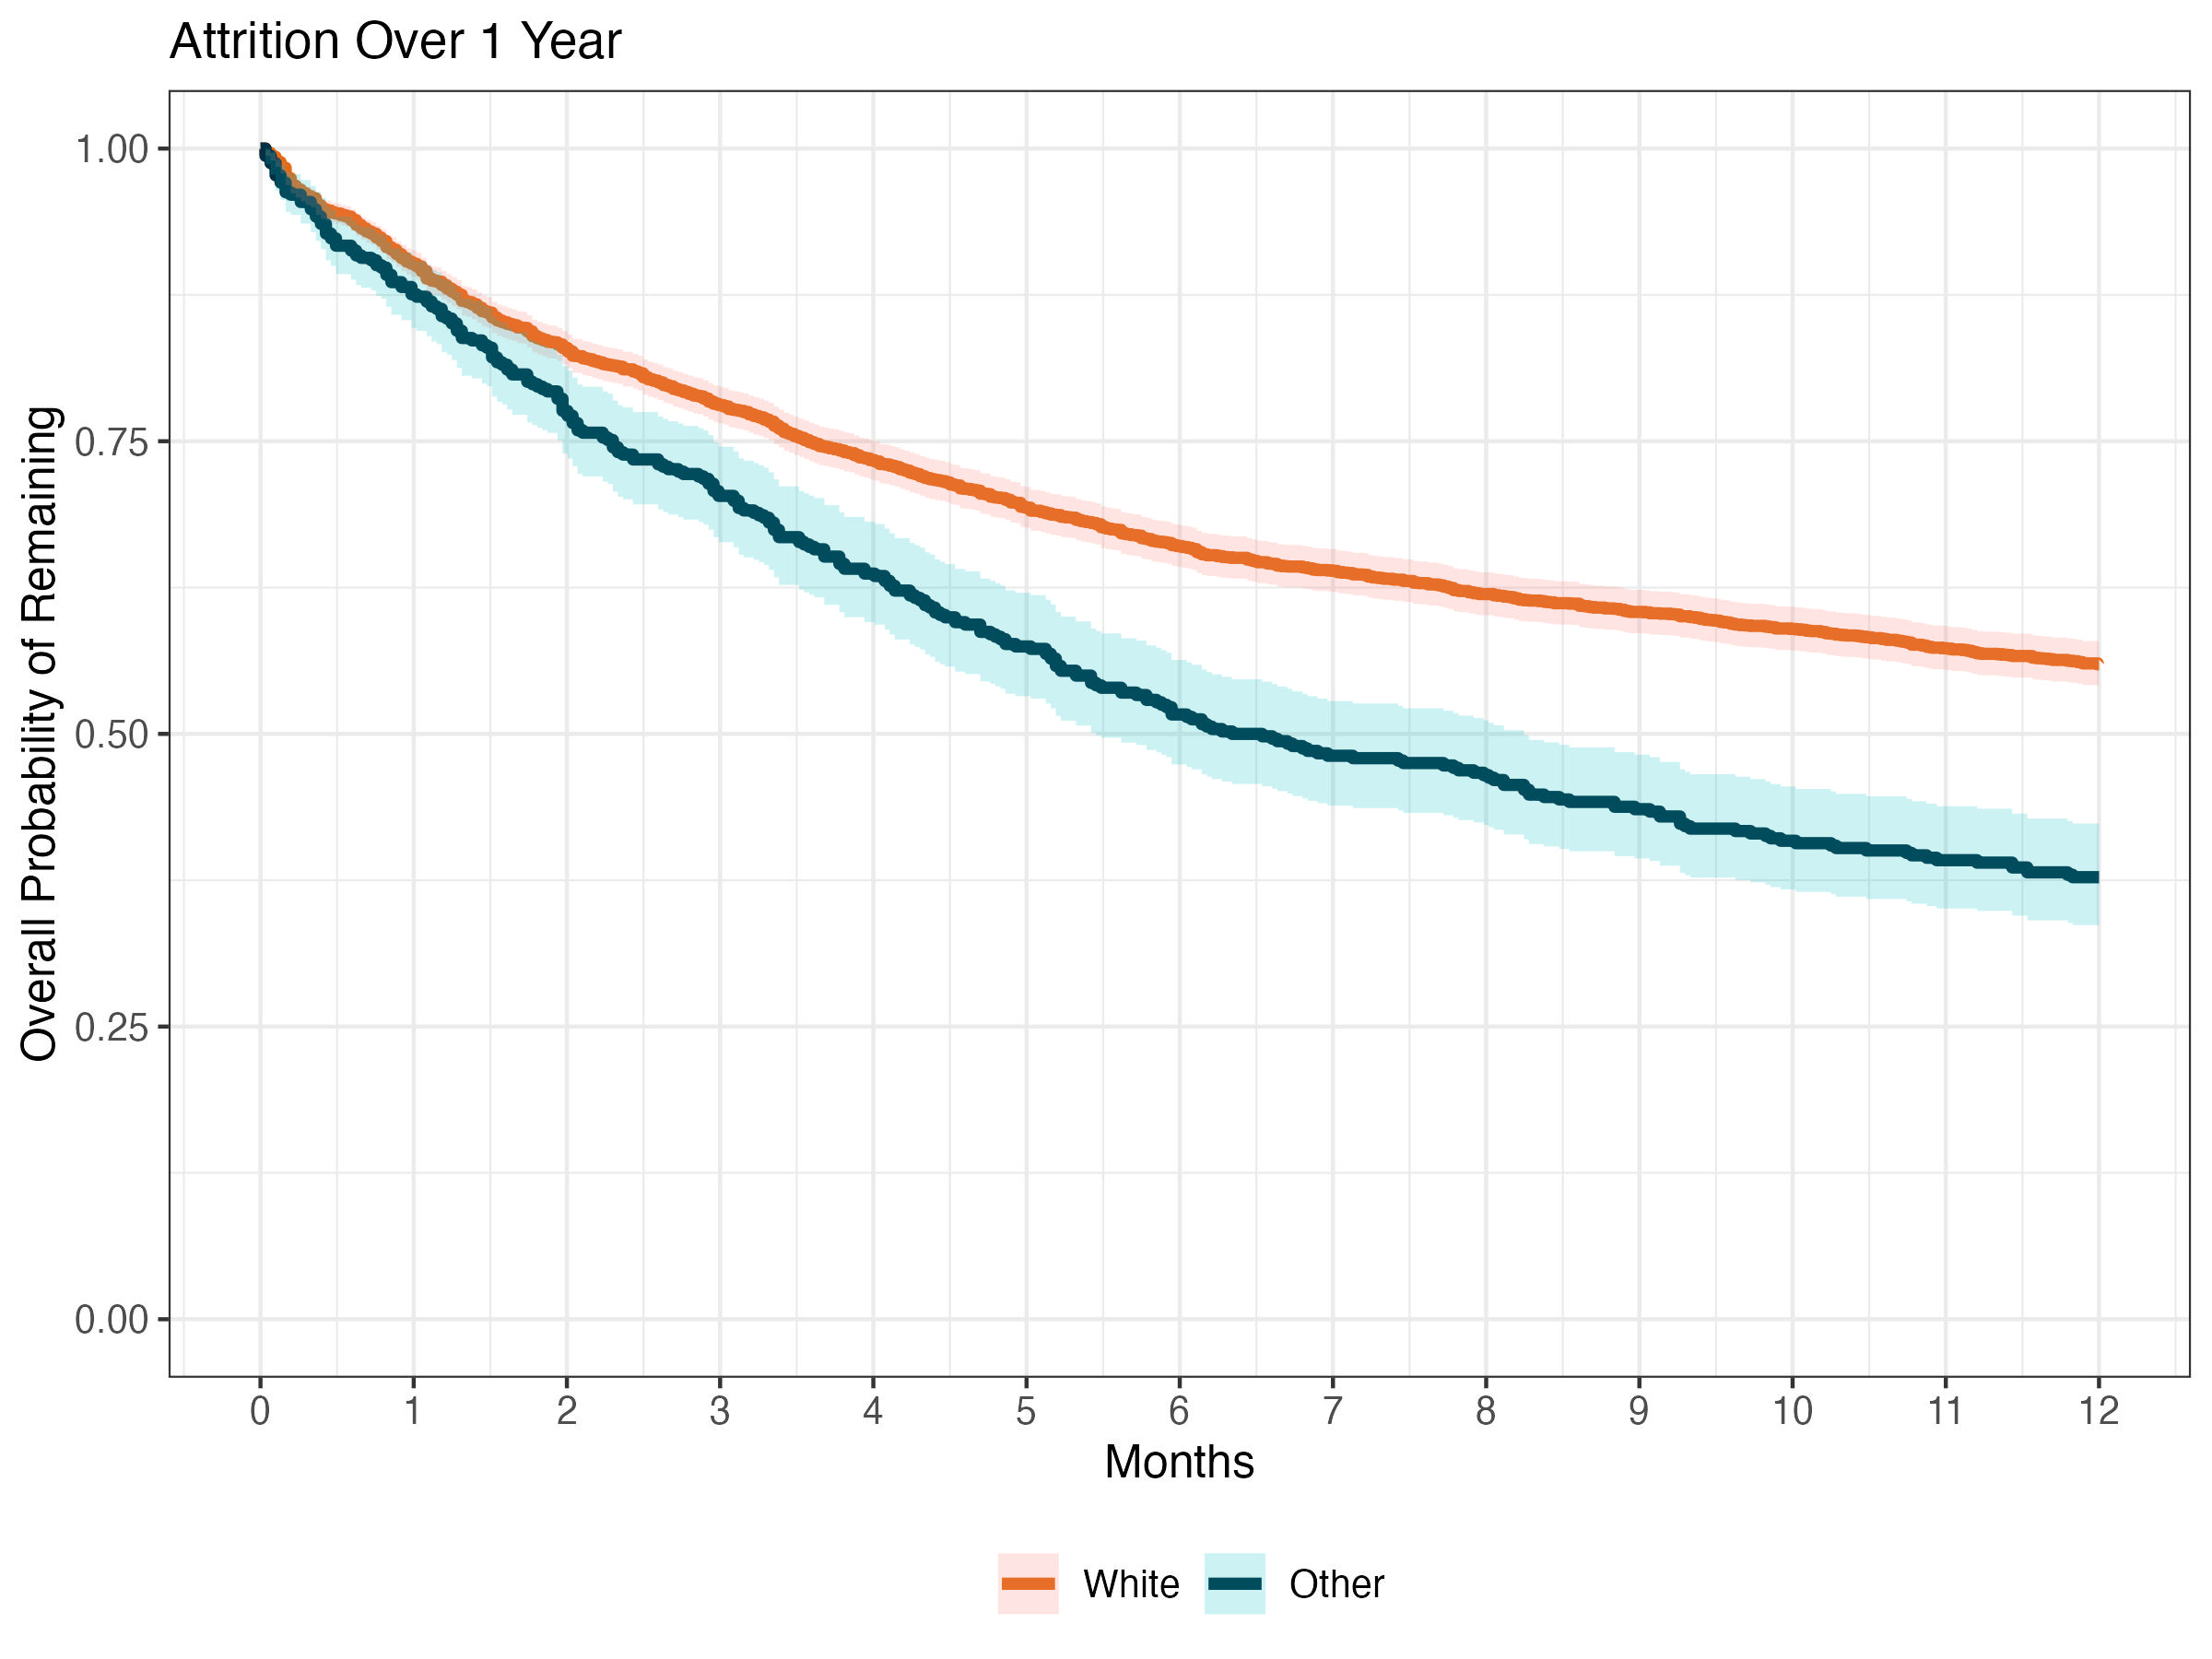 Attrition Over 1 Year
Overall Probability of Remaining
1.00
0.75
0.50
0.25
0.00
0 1 2 3 4 5 6 7 8 9 10 11 12
Months
White Other